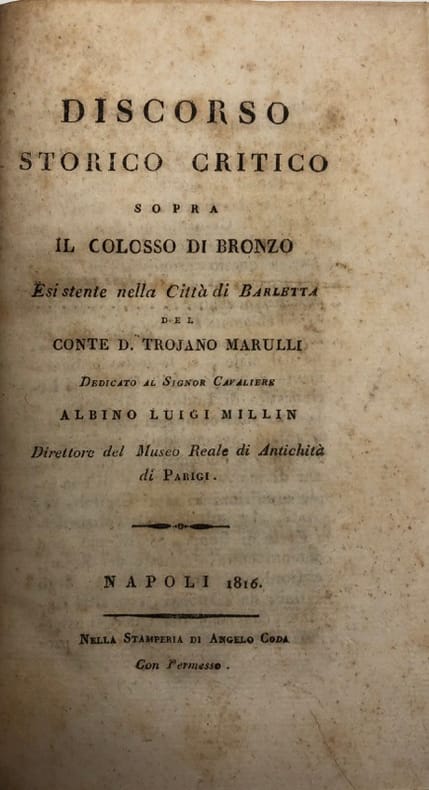 DISCORSO
STORICO CRITICO
SOPRA
IL COLOSSO DI BRONZO
Esistente nella Città di BARLETTA
DEL
CONTE D. TROJANO MARULLI
DEDICATO AL SIGNOR CAVALIERE
ALBINO LUIGI MILLIN
Direttore del Museo Reale di Antichità
di PARIGI.
NAPOLI 1816.
NELLA STAMPERIA DI ANGELO CODA
Con Permesso.